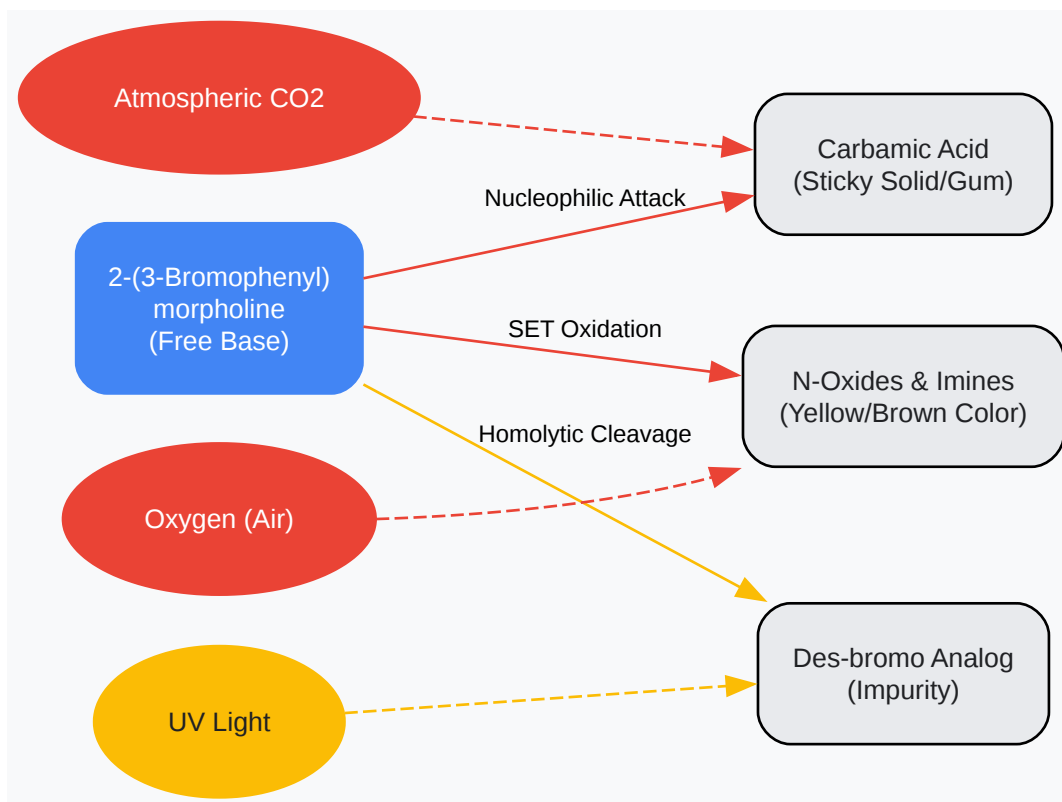 Atmospheric CO2
Carbamic Acid
(Sticky Solid/Gum)
Nucleophilic Attack
2-(3-Bromophenyl)
morpholine
(Free Base)
SET Oxidation
N-Oxides & Imines
(Yellow/Brown Color)
Homolytic Cleavage
Oxygen (Air)
Des-bromo Analog
(Impurity)
UV Light